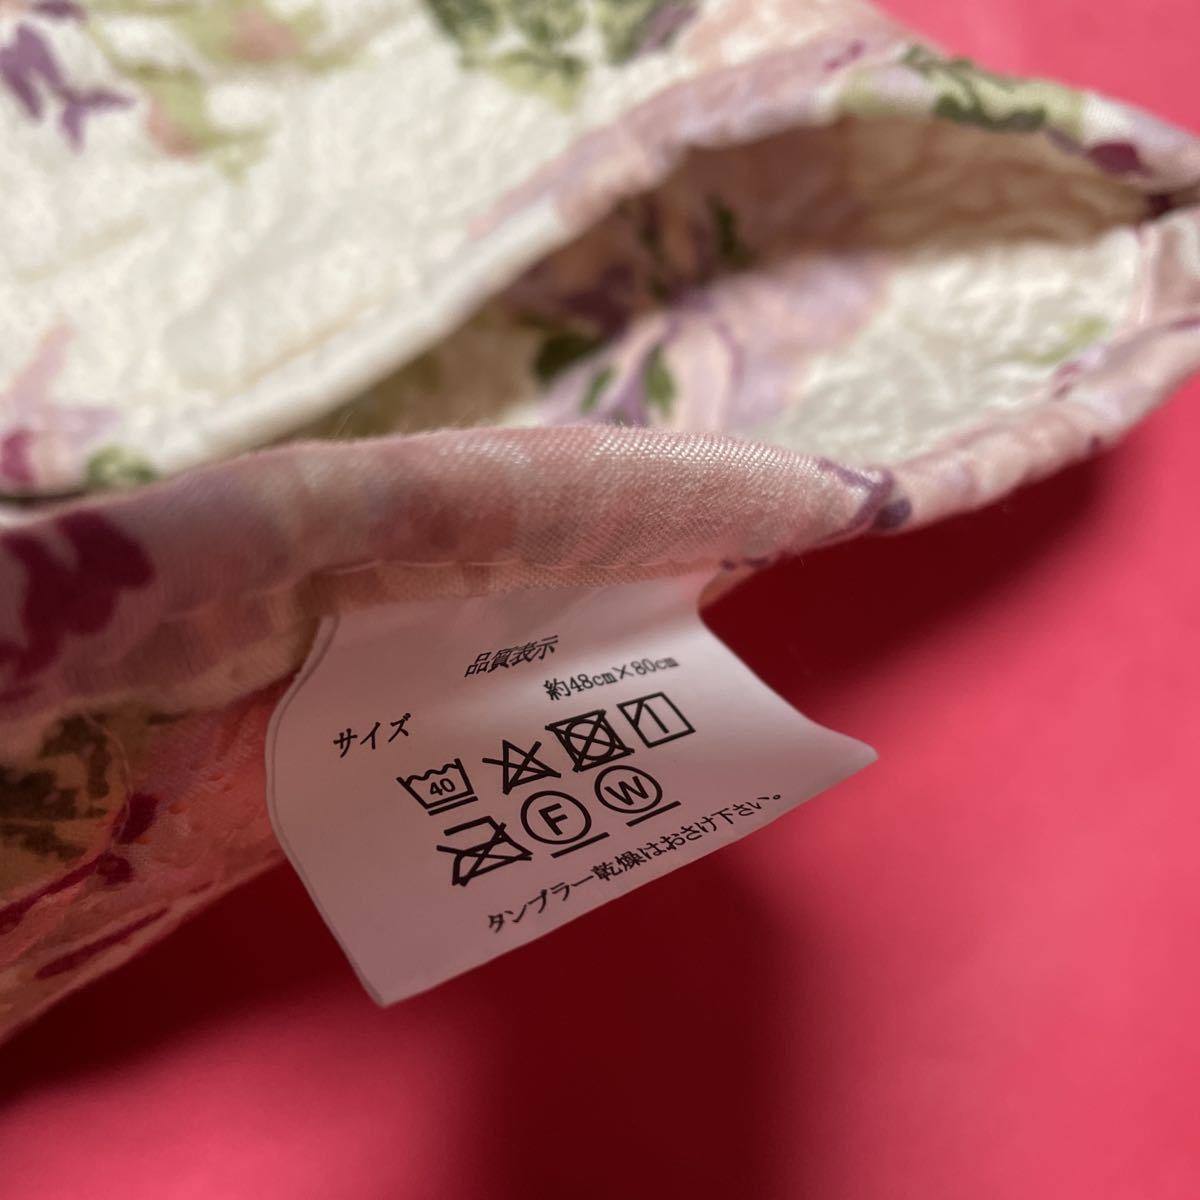 品質表示
サイズ 約48cm×80cm
40
F W
タンブラー乾燥はおさけ下さい。